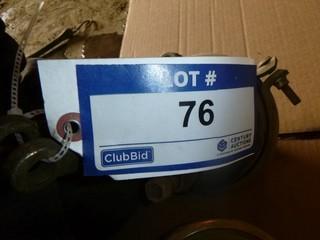 LOT #
76
ClubBid
CENTURY
AUCTIONS